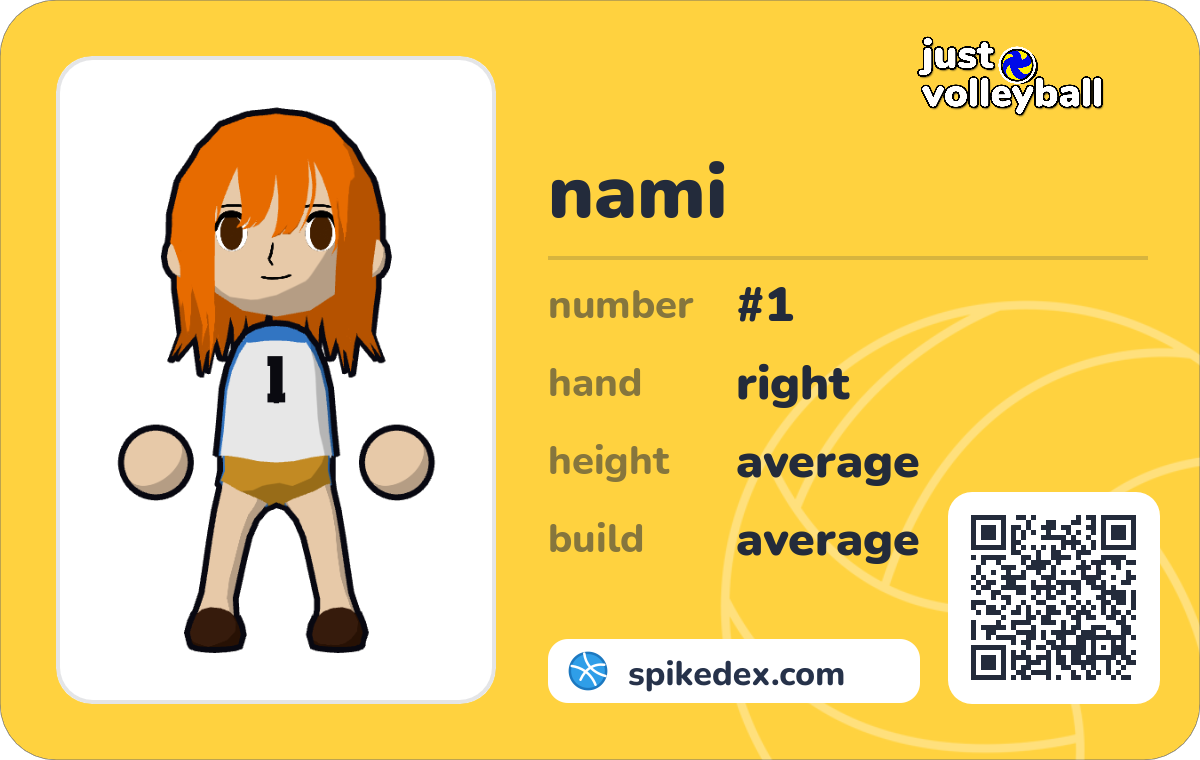 just
volleyball
nami
number #1
hand right
height average
build average
1
spikedex.com